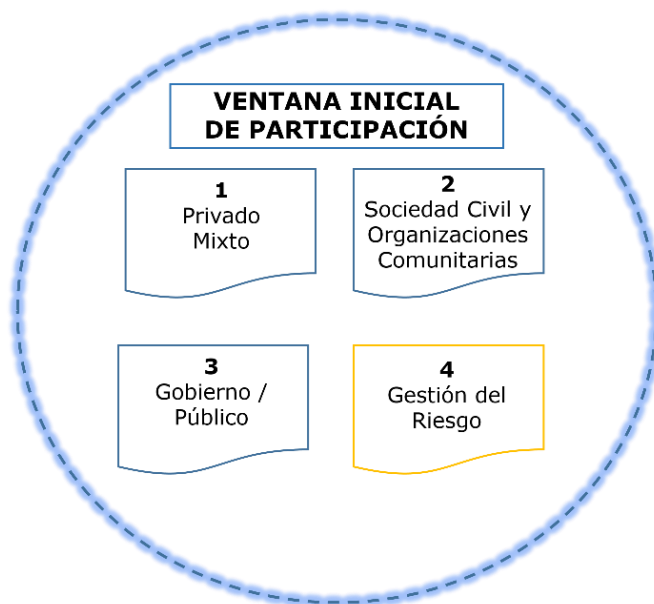 VENTANA INICIAL
DE PARTICIPACIÓN
1
Privado
Mixto
2
Sociedad Civil y
Organizaciones
Comunitarias
3
Gobierno /
Público
4
Gestión del
Riesgo